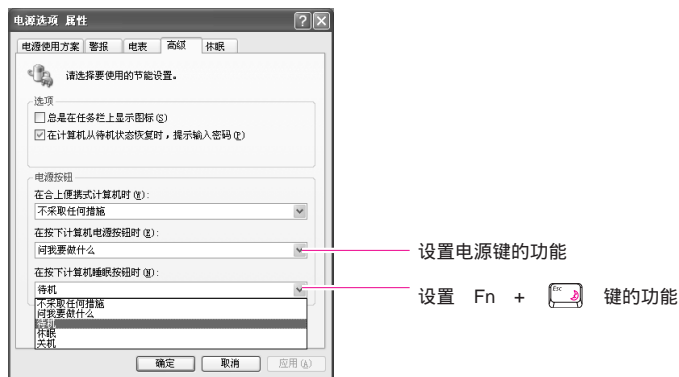 电源选项 属性
电源使用方案 警报 电表 高级 休眠
请选择要使用的节能设置。
选项
总是在任务栏上显示图标(S)
在计算机从待机状态恢复时，提示输入密码(P)
电源按钮
在合上便携式计算机时(W):
不采取任何措施
在按下计算机电源按钮时(E):
问我要做什么
设置电源键的功能
在按下计算机睡眠按钮时(H):
待机
设置 Fn + Esc 键的功能
不采取任何措施
问我要做什么
待机
休眠
关机
确定 取消 应用(A)